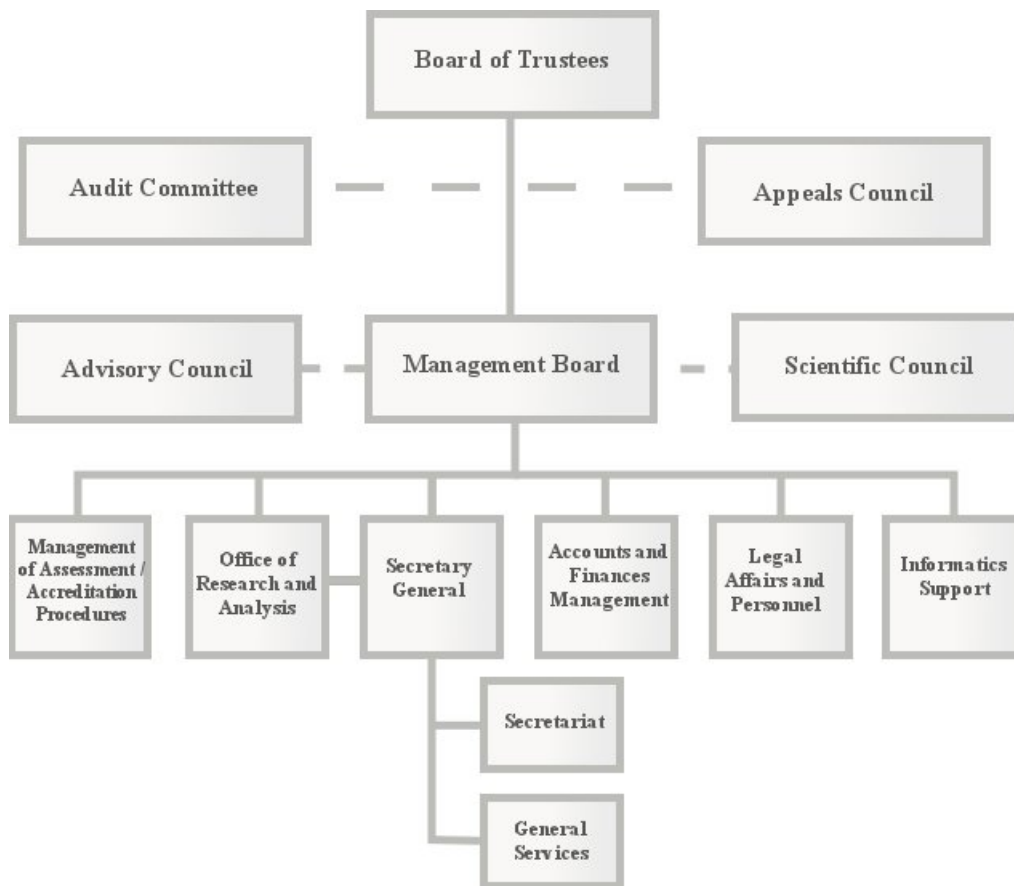 Board of Trustees
Audit Committee
Appeals Council
Advisory Council
Management Board
Scientific Council
Management
of Assessment /
Accreditation
Procedures
Office of
Research and
Analysis
Secretary
General
Accounts and
Finances
Management
Legal
Affairs and
Personnel
Informatics
Support
Secretariat
General
Services